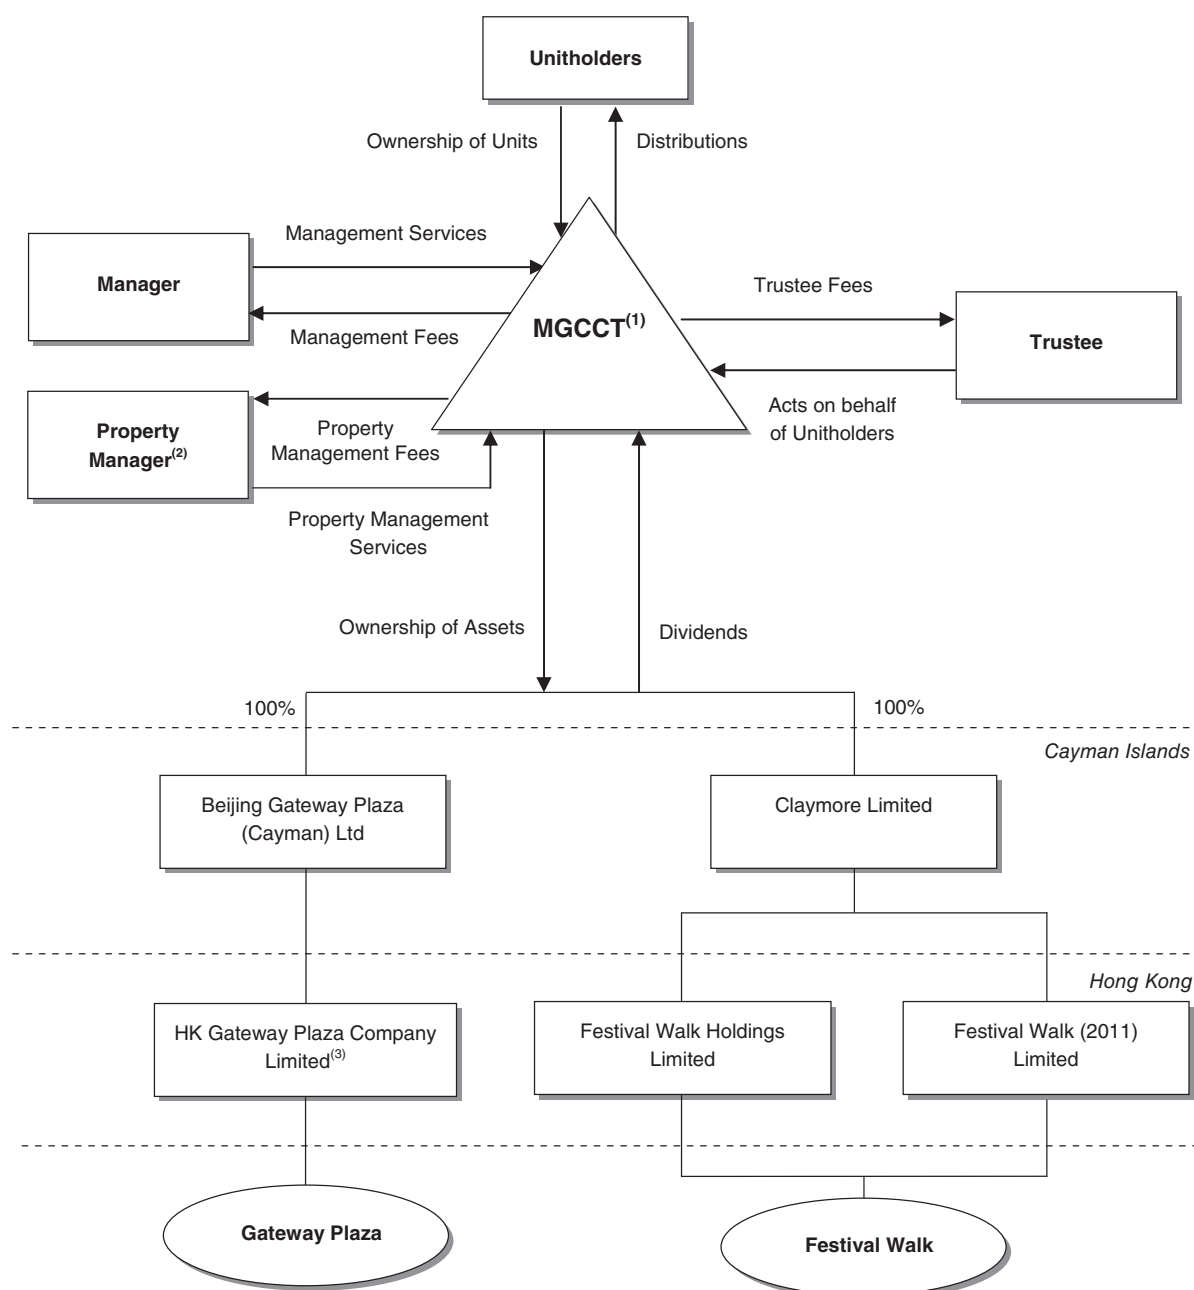 Unitholders
Ownership of Units
Distributions
Management Services
Manager
MGCCT(1)
Management Fees
Trustee Fees
Trustee
Acts on behalf
of Unitholders
Property
Manager(2)
Property
Management Fees
Property Management
Services
Ownership of Assets
Dividends
100%
100%
Cayman Islands
Beijing Gateway Plaza
(Cayman) Ltd
Claymore Limited
Hong Kong
HK Gateway Plaza Company
Limited(3)
Festival Walk Holdings
Limited
Festival Walk (2011)
Limited
Gateway Plaza
Festival Walk